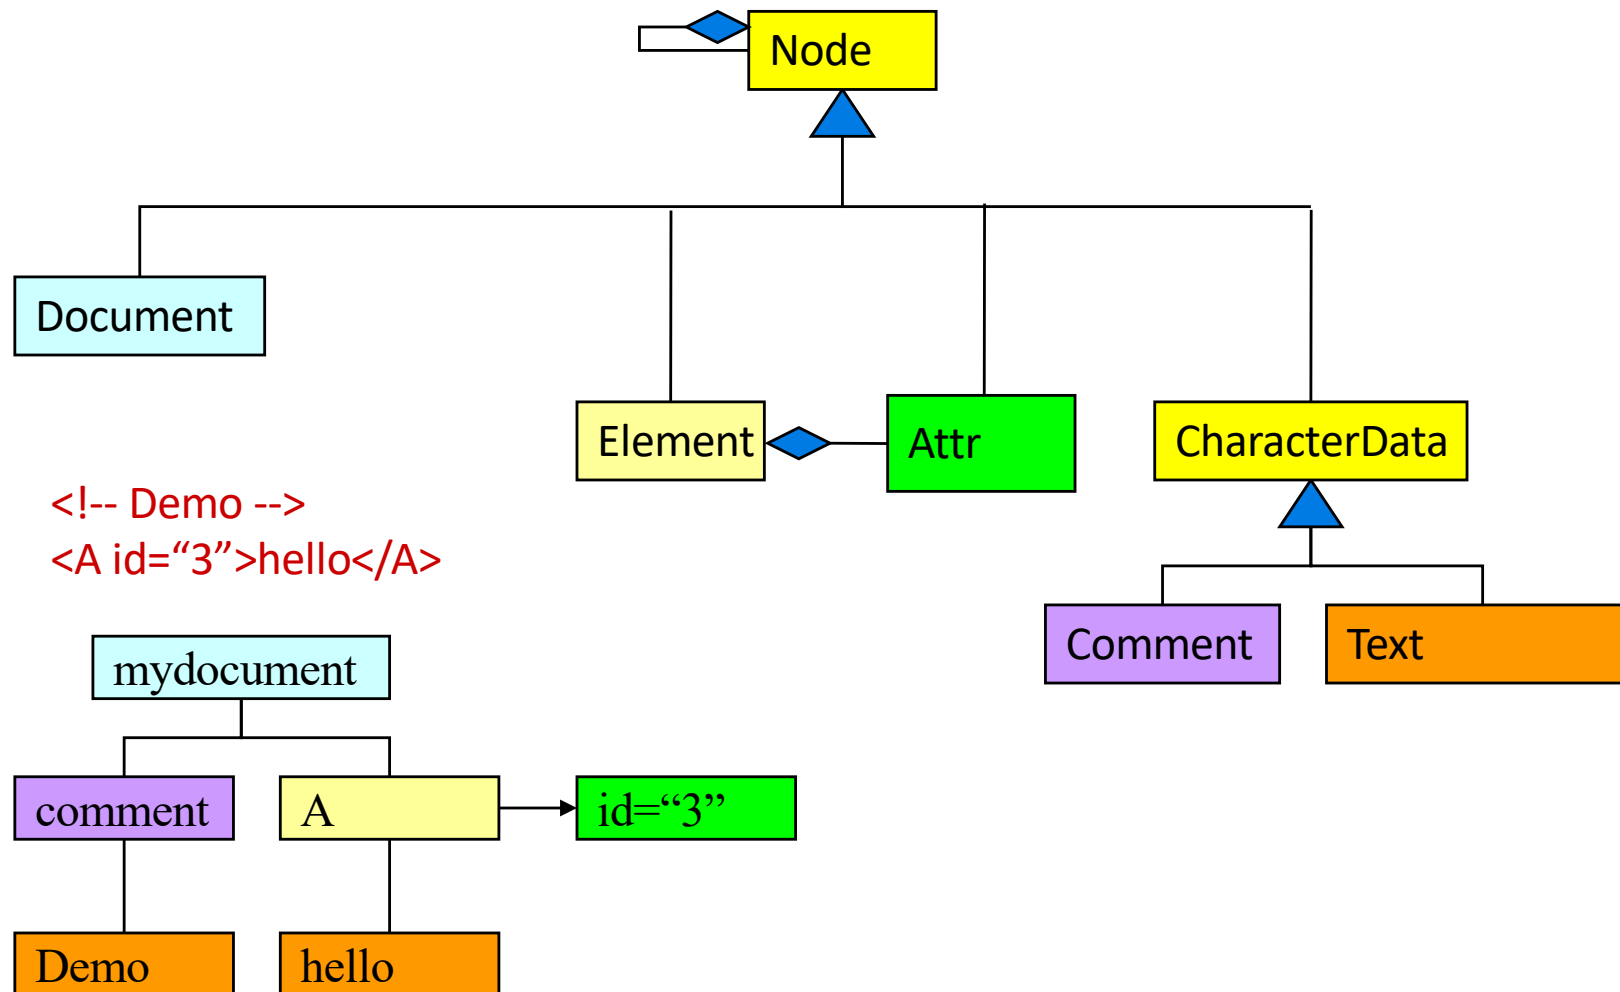 Node
Document
Element
Attr
CharacterData
<!-- Demo -->
<A id=“3”>hello</A>
Comment
Text
mydocument
comment
A
id=“3”
Demo
hello